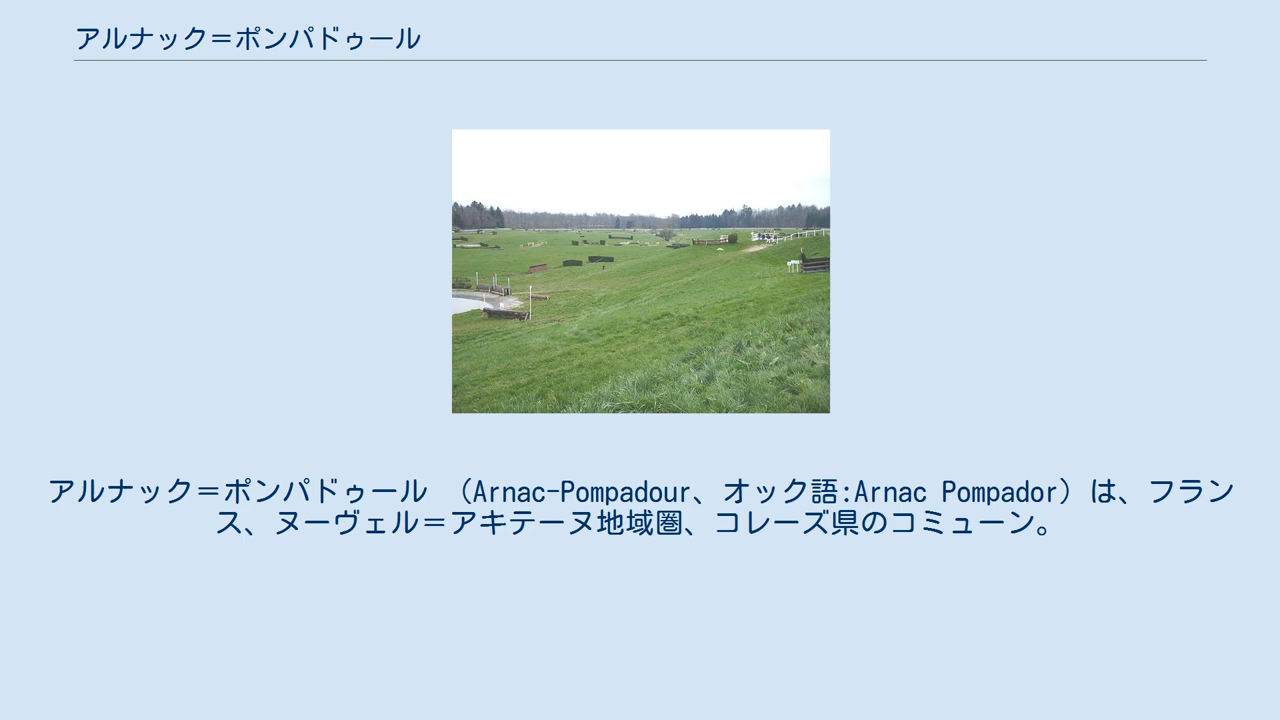 アルナック＝ポンパドゥール
アルナック＝ポンパドゥール （Arnac-Pompadour、オック語:Arnac Pompador）は、フラン
ス、ヌーヴェル＝アキテーヌ地域圏、コレーズ県のコミューン。